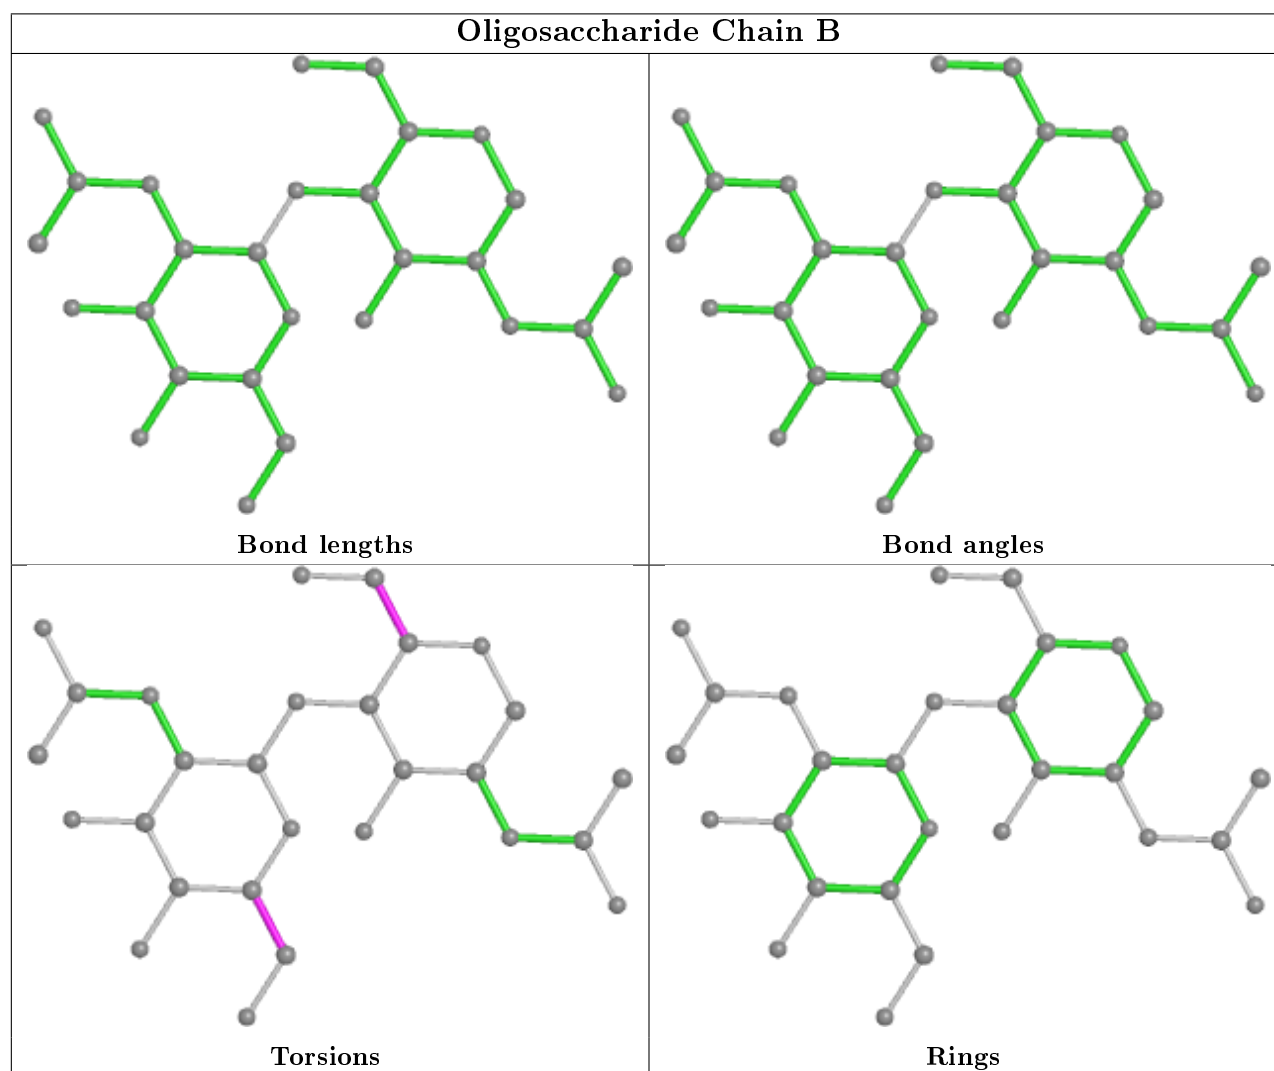 Oligosaccharide Chain B
Bond lengths
Bond angles
Torsions
Rings